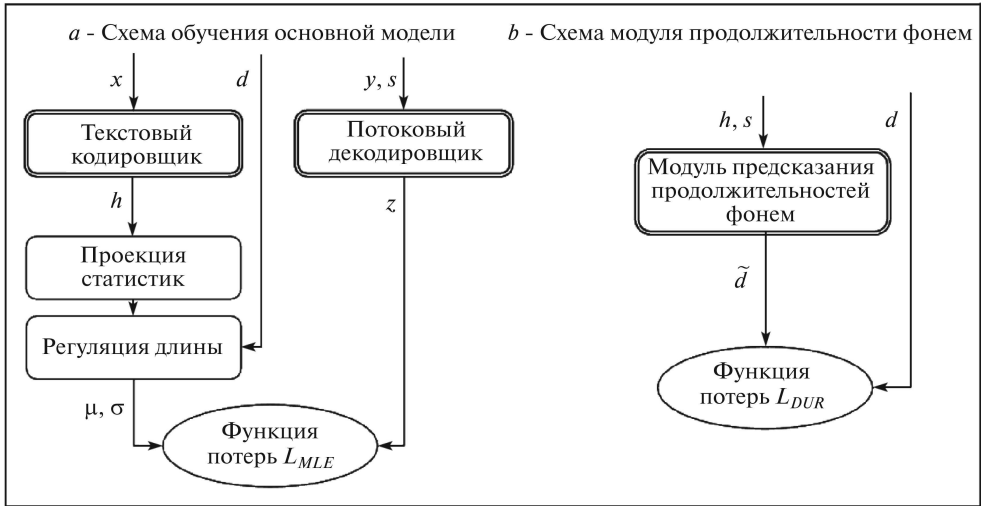 a - Схема обучения основной модели
x
d
y, s
Текстовый
кодировщик
Потоковый
декодировщик
h
z
Проекция
статистик
Регуляция длины
μ, σ
Функция
потерь L_MLE
b - Схема модуля продолжительности фонем
h, s
d
Модуль предсказания
продолжительностей
фонем
d̃
Функция
потерь L_DUR